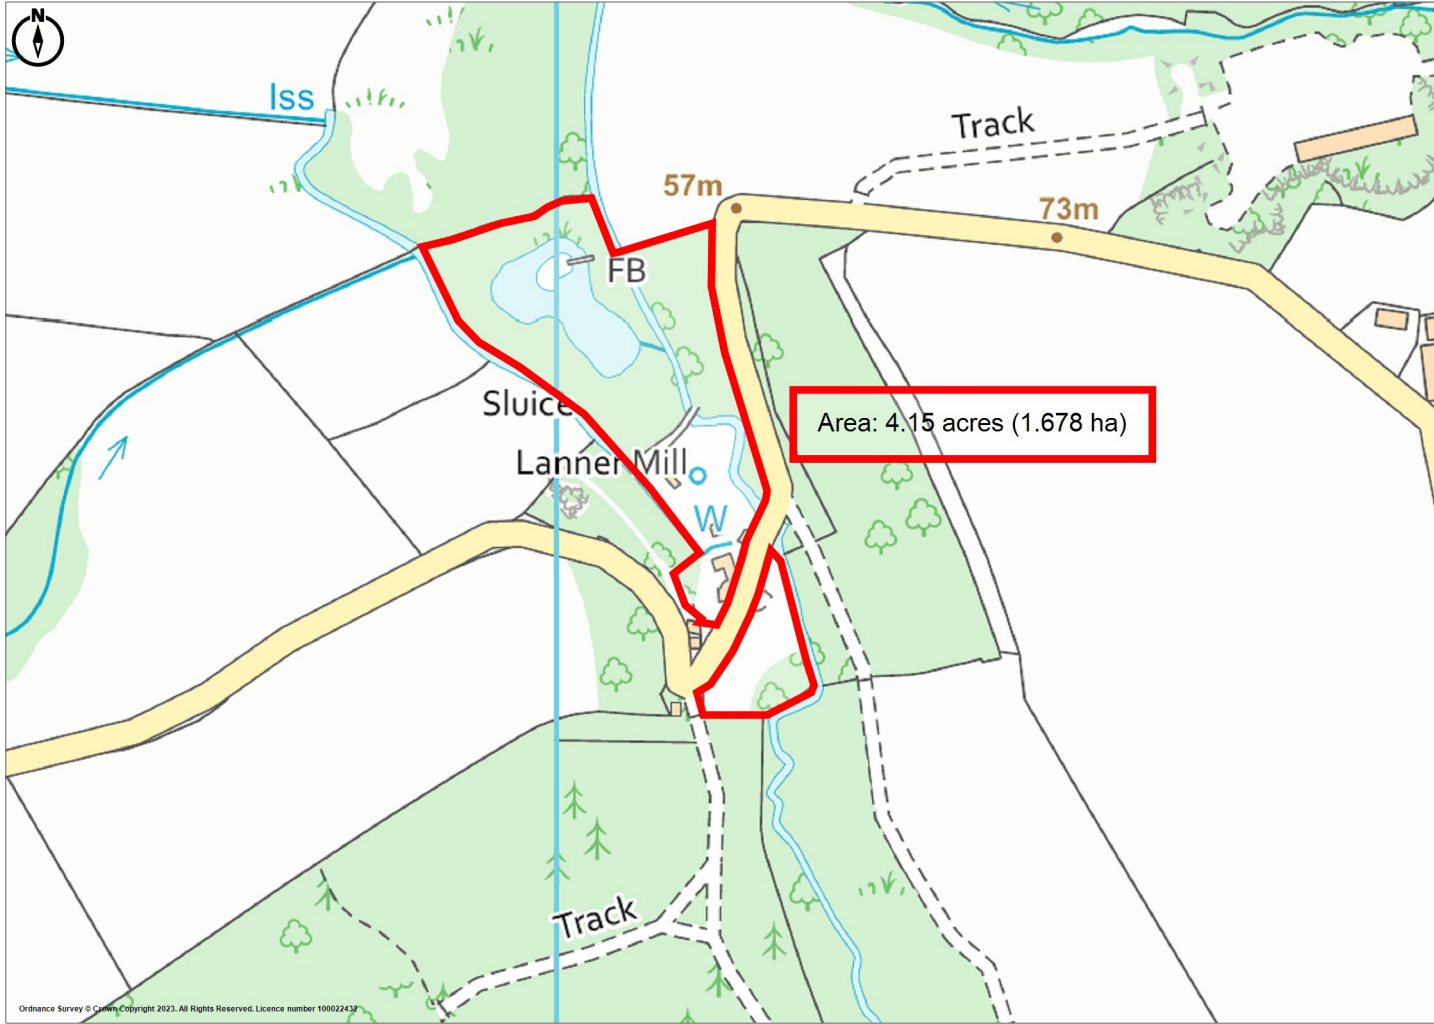 N
Iss
Track
57m
73m
FB
Area: 4.15 acres (1.678 ha)
Sluice
Lanner Mill
W
Track
Ordnance Survey © Crown Copyright 2023. All Rights Reserved. Licence number 100022432